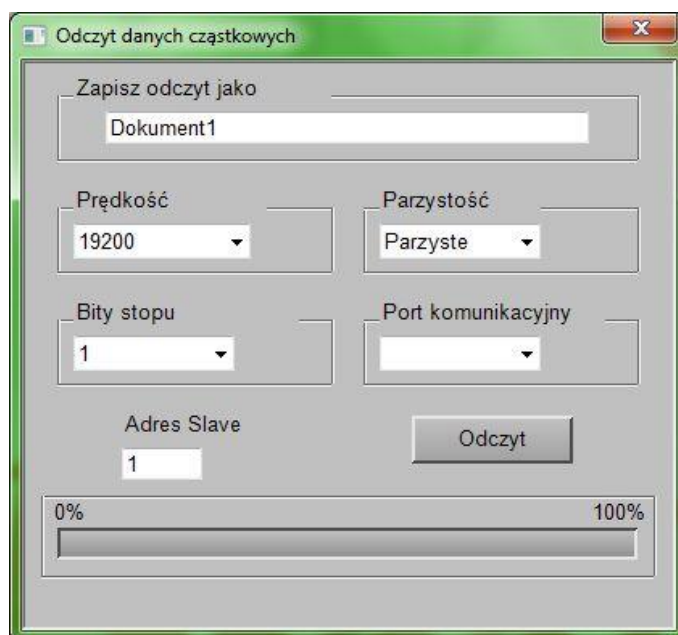 Odczyt danych cząstkowych
Zapisz odczyt jako
Dokument1
Prędkość
Parzystość
19200
Parzyste
Bity stopu
Port komunikacyjny
1
Adres Slave
1
Odczyt
0%
100%